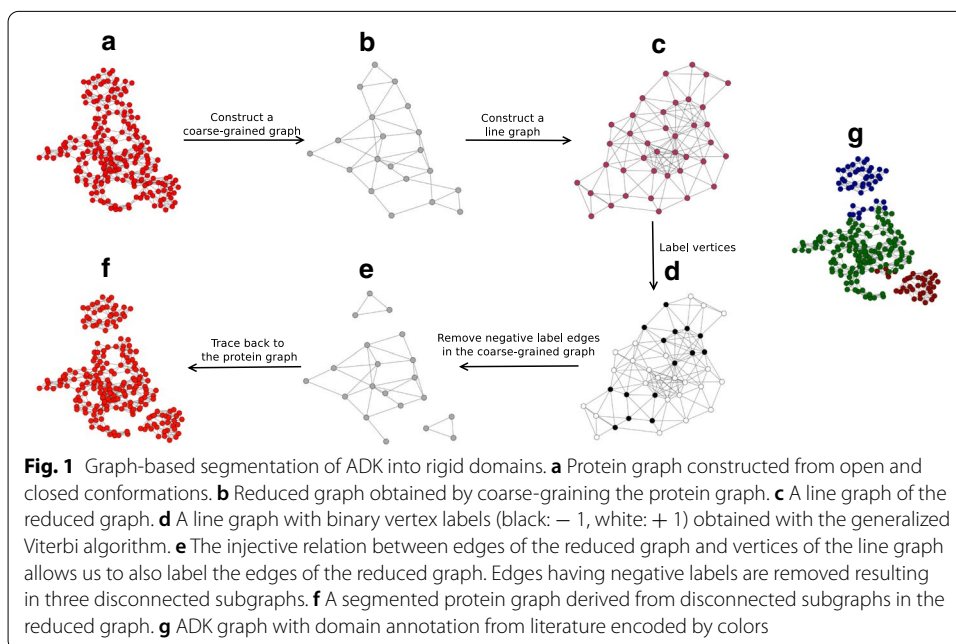 a
b
c
Construct a
coarse-grained graph
Construct a
line graph
g
Label vertices
f
e
d
Trace back to
the protein graph
Remove negative label edges
in the coarse-grained graph
Fig. 1 Graph-based segmentation of ADK into rigid domains. a Protein graph constructed from open and
closed conformations. b Reduced graph obtained by coarse-graining the protein graph. c A line graph of the
reduced graph. d A line graph with binary vertex labels (black: − 1, white: + 1) obtained with the generalized
Viterbi algorithm. e The injective relation between edges of the reduced graph and vertices of the line graph
allows us to also label the edges of the reduced graph. Edges having negative labels are removed resulting
in three disconnected subgraphs. f A segmented protein graph derived from disconnected subgraphs in the
reduced graph. g ADK graph with domain annotation from literature encoded by colors